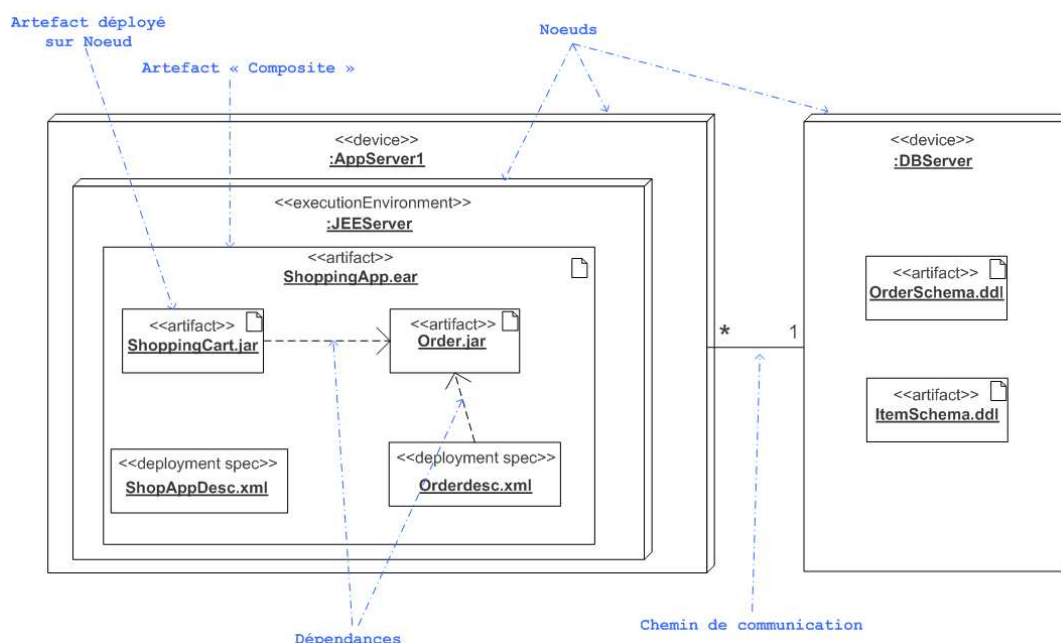 Artefact déployé
sur Noeud
Artefact « Composite »
Noeuds
<<device>>
:AppServer1
<<executionEnvironment>>
:JEEServer
<<artifact>>
ShoppingApp.ear
<<artifact>>
ShoppingCart.jar
<<artifact>>
Order.jar
<<deployment spec>>
ShopAppDesc.xml
<<deployment spec>>
Orderdesc.xml
*
1
<<device>>
:DBServer
<<artifact>>
OrderSchema.ddl
<<artifact>>
ItemSchema.ddl
Dépendances
Chemin de communication